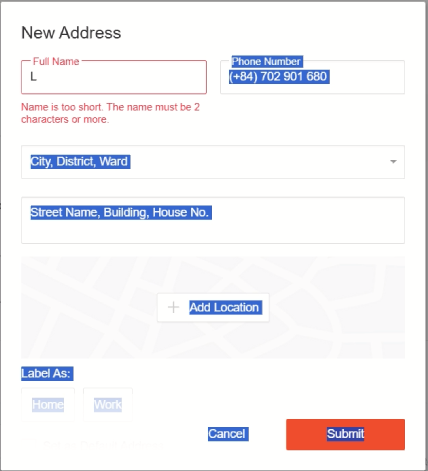 New Address
Full Name
L
Phone Number
(+84) 702 901 680
Name is too short. The name must be 2
characters or more.
City, District, Ward
Street Name, Building, House No.
Add Location
Label As:
Home
Work
Cancel
Submit